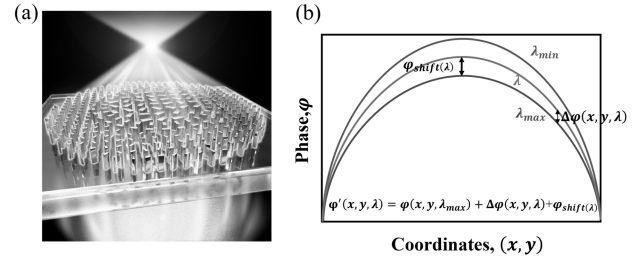 (a)
(b)
Phase,φ
λmin
φshift(λ)
λ
λmax
Δφ(x, y, λ)
φ′(x, y, λ) = φ(x, y, λmax) + Δφ(x, y, λ)+φshift(λ)
Coordinates, (x, y)